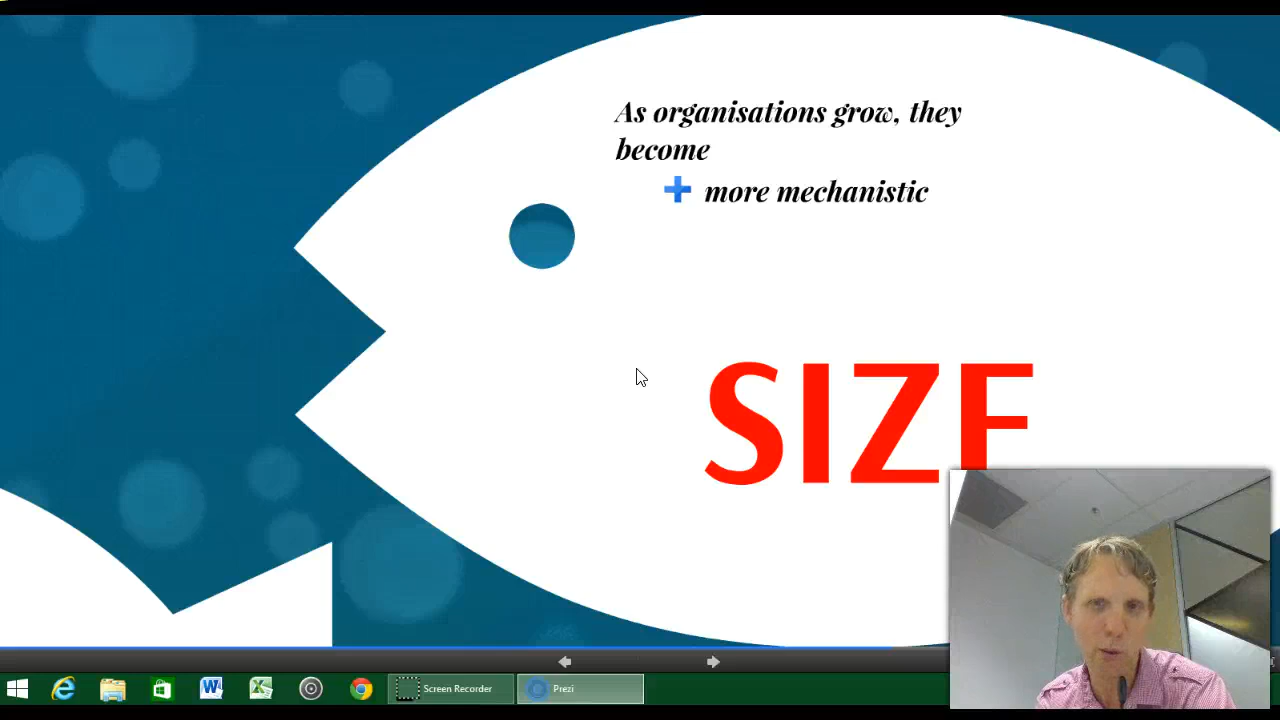 As organisations grow, they
become
more mechanistic
SIZE
Screen Recorder
Prezi